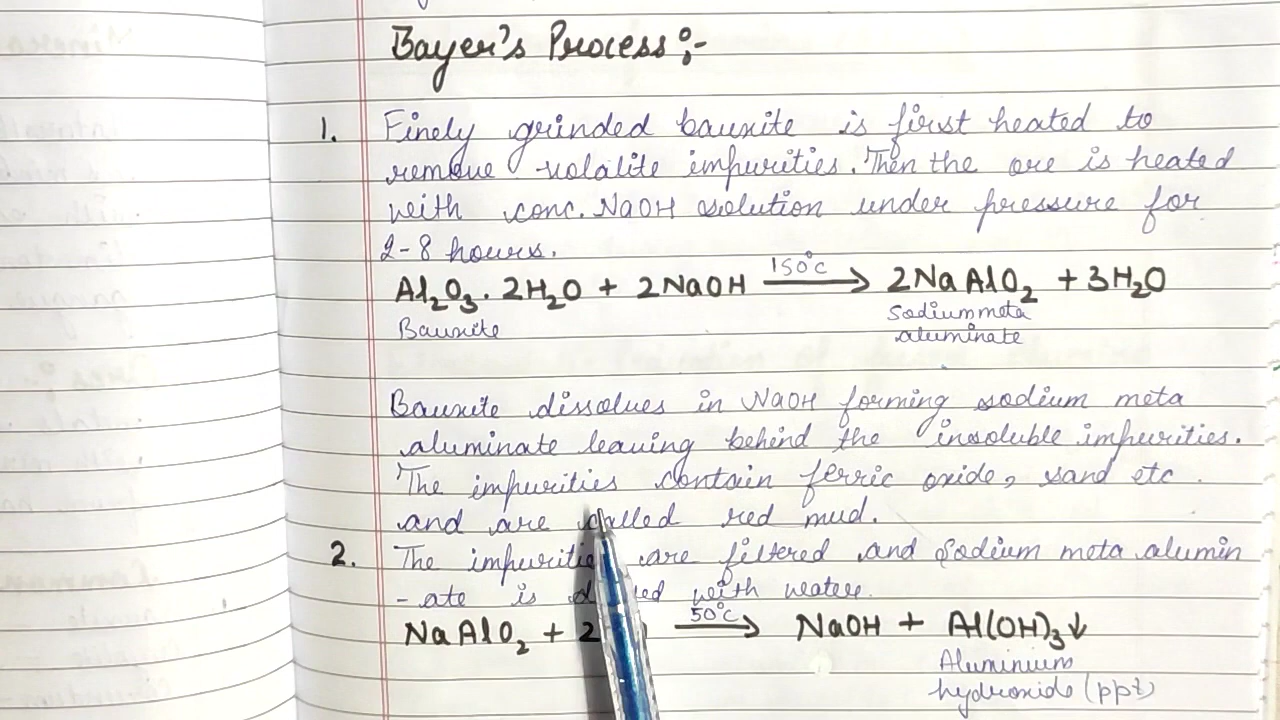 Bayer's Process:-
1. Finely grinded bauxite is first heated to
remove volalite impurities. Then the ore is heated
with conc. NaOH solution under pressure for
2-8 hours.
Al₂O₃. 2H₂O + 2NaOH 150°C → 2NaAlO₂ + 3H₂O
Bauxite Sodium meta
aluminate
Bauxite dissolves in NaOH forming sodium meta
aluminate leaving behind the insoluble impurities.
The impurities contain ferric oxide, sand etc.
and are called red mud.
2. The impurities are filtered and Sodium meta alumin
-ate is with water.
NaAlO₂ + 2 50°C → NaOH + Al(OH)₃↓
Aluminium
hydroxide (ppt)